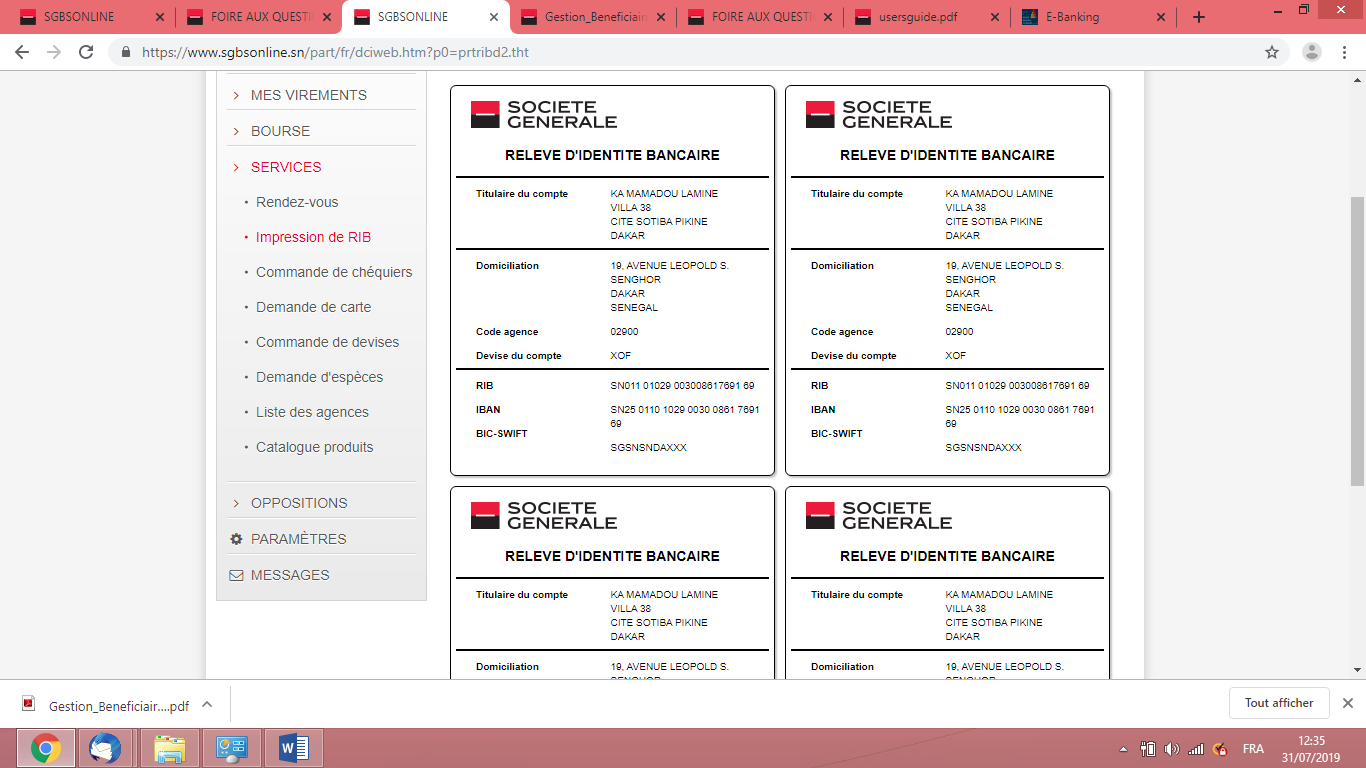 SGBSONLINE
FOIRE AUX QUESTI
SGBSONLINE
Gestion_Beneficiain
FOIRE AUX QUESTI
usersguide.pdf
E-Banking
https://www.sgbsonline.sn/part/fr/dciweb.htm?p0=prtribd2.tht
MES VIREMENTS
BOURSE
SERVICES
Rendez-vous
Impression de RIB
Commande de chéquiers
Demande de carte
Commande de devises
Demande d'espèces
Liste des agences
Catalogue produits
OPPOSITIONS
PARAMÈTRES
MESSAGES
SOCIETE
GENERALE
RELEVE D'IDENTITE BANCAIRE
Titulaire du compte KA MAMADOU LAMINE
VILLA 38
CITE SOTIBA PIKINE
DAKAR
Domiciliation 19, AVENUE LEOPOLD S.
SENGHOR
DAKAR
SENEGAL
Code agence 02900
Devise du compte XOF
RIB SN011 01029 003008617691 69
IBAN SN25 0110 1029 0030 0861 7691
69
BIC-SWIFT
SGSNSNDAXXX
SOCIETE
GENERALE
RELEVE D'IDENTITE BANCAIRE
Titulaire du compte KA MAMADOU LAMINE
VILLA 38
CITE SOTIBA PIKINE
DAKAR
Domiciliation 19, AVENUE LEOPOLD S.
SENGHOR
DAKAR
SENEGAL
Code agence 02900
Devise du compte XOF
RIB SN011 01029 003008617691 69
IBAN SN25 0110 1029 0030 0861 7691
69
BIC-SWIFT
SGSNSNDAXXX
SOCIETE
GENERALE
RELEVE D'IDENTITE BANCAIRE
Titulaire du compte KA MAMADOU LAMINE
VILLA 38
CITE SOTIBA PIKINE
DAKAR
Domiciliation 19, AVENUE LEOPOLD S.
SOCIETE
GENERALE
RELEVE D'IDENTITE BANCAIRE
Titulaire du compte KA MAMADOU LAMINE
VILLA 38
CITE SOTIBA PIKINE
DAKAR
Domiciliation 19, AVENUE LEOPOLD S.
Gestion_Beneficiair....pdf
Tout afficher
FRA
12:35
31/07/2019